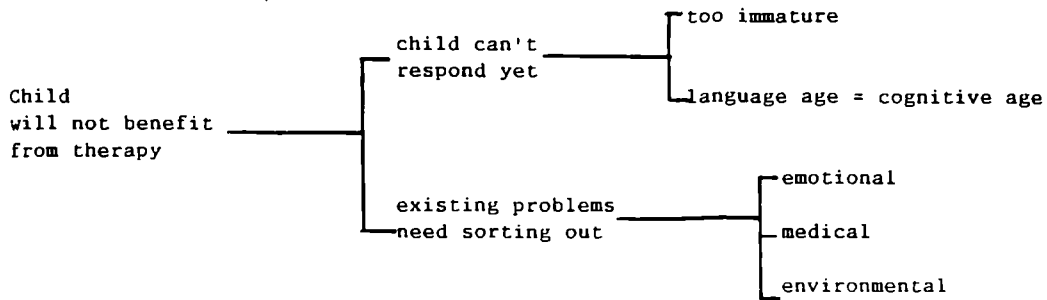 too immature
child can't
respond yet
language age = cognitive age
Child
will not benefit
from therapy
emotional
existing problems
need sorting out
medical
environmental